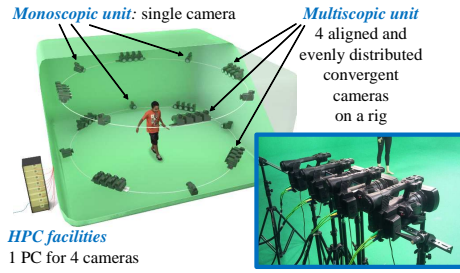 Monoscopic unit: single camera
Multiscopic unit
4 aligned and
evenly distributed
convergent
cameras
on a rig
HPC facilities
1 PC for 4 cameras